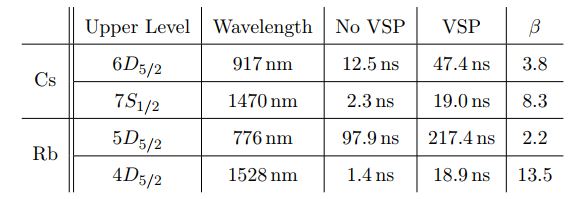 Upper Level Wavelength No VSP VSP β
Cs 6D5/2 917 nm 12.5 ns 47.4 ns 3.8
7S1/2 1470 nm 2.3 ns 19.0 ns 8.3
Rb 5D5/2 776 nm 97.9 ns 217.4 ns 2.2
4D5/2 1528 nm 1.4 ns 18.9 ns 13.5